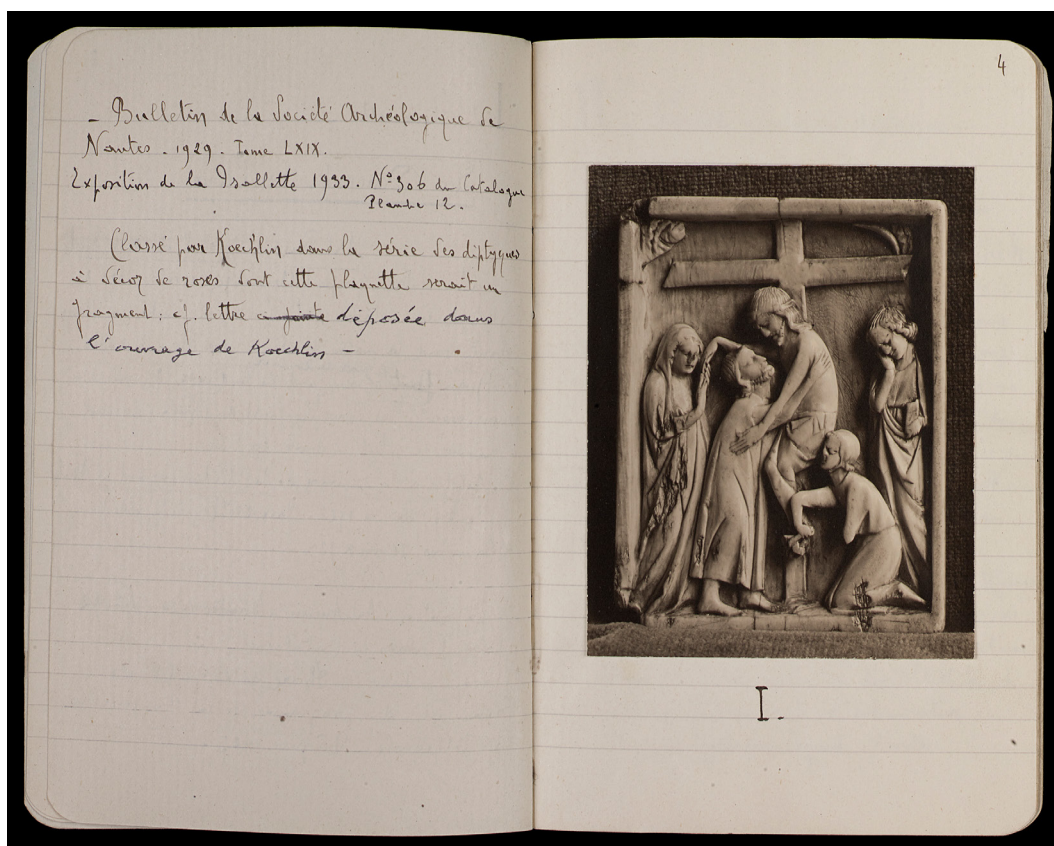 - Bulletin de la Société Archéologique de
Nantes . 1929 . Tome LXIX.
Exposition de la Psallette 1933. N° 306 du Catalogue
Planche 12.
Classé par Koechlin dans la série des diptyques
à décor de roses dont cette plaquette serait un
fragment : cf. lettre déposée dans
l'ouvrage de Koechlin -
4
I.